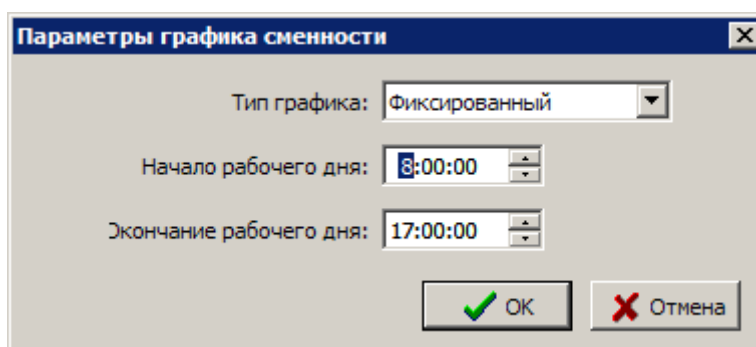 Параметры графика сменности
Тип графика: Фиксированный
Начало рабочего дня: 8:00:00
Окончание рабочего дня: 17:00:00
OK Отмена